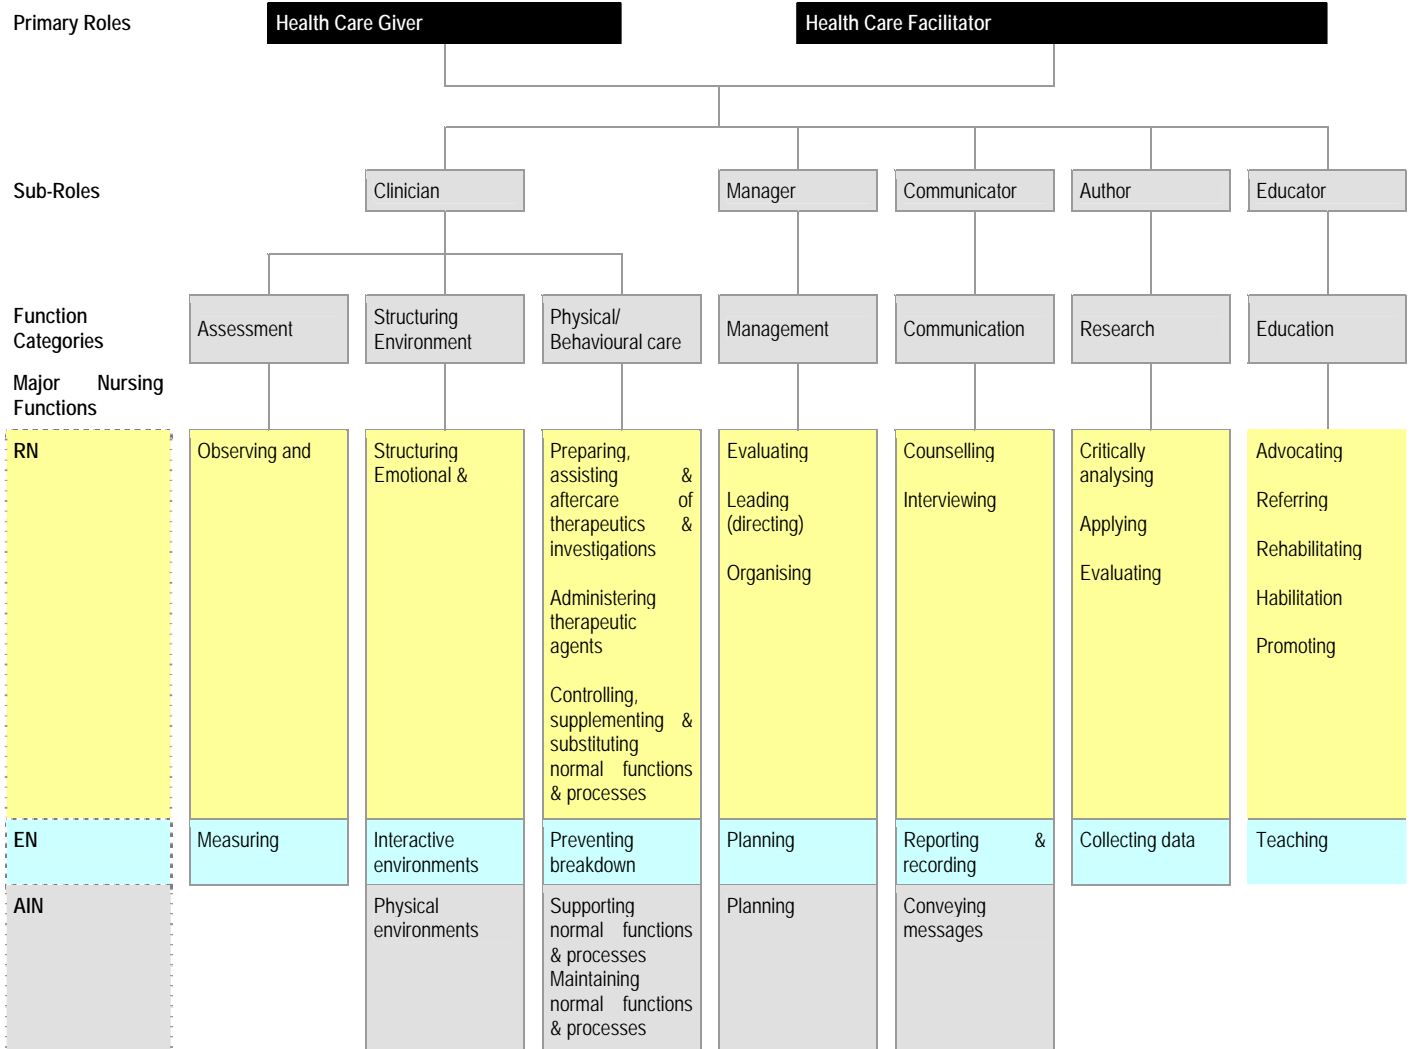 Primary Roles
Health Care Giver
Health Care Facilitator
Sub-Roles
Clinician
Manager
Communicator
Author
Educator
Function
Categories
Assessment
Structuring
Environment
Physical/
Behavioural care
Management
Communication
Research
Education
Major Nursing
Functions
RN
Observing and
Structuring
Emotional &
Preparing,
assisting &
aftercare of
therapeutics &
investigations
Administering
therapeutic
agents
Controlling,
supplementing &
substituting
normal functions
& processes
Evaluating
Leading
(directing)
Organising
Counselling
Interviewing
Critically
analysing
Applying
Evaluating
Advocating
Referring
Rehabilitating
Habilitation
Promoting
EN
Measuring
Interactive
environments
Preventing
breakdown
Planning
Reporting &
recording
Collecting data
Teaching
AIN
Physical
environments
Supporting
normal functions
& processes
Maintaining
normal functions
& processes
Planning
Conveying
messages